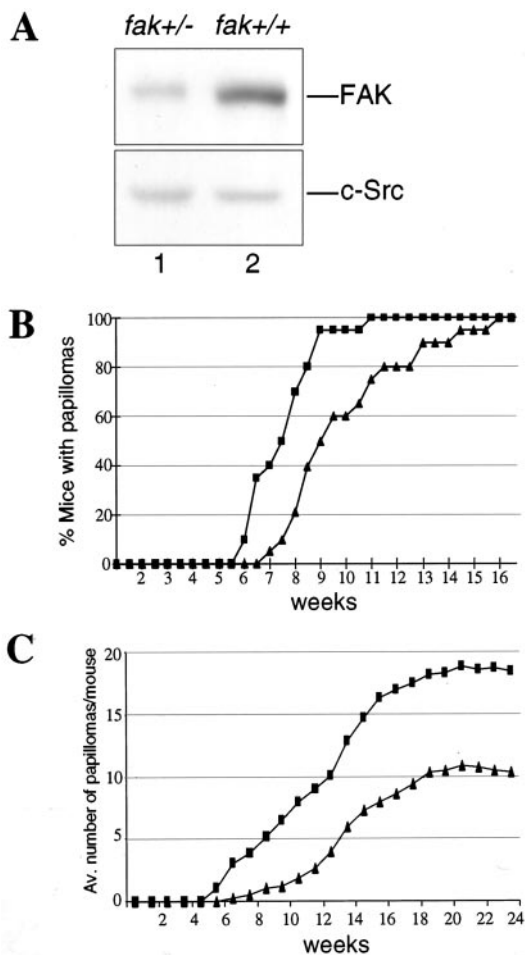 A
fak+/- fak+/+
FAK
c-Src
1 2
B
% Mice with papillomas
100
80
60
40
20
0
2 3 4 5 6 7 8 9 10 11 12 13 14 15 16
weeks
C
Av. number of papillomas/mouse
20
15
10
5
0
2 4 6 8 10 12 14 16 18 20 22 24
weeks